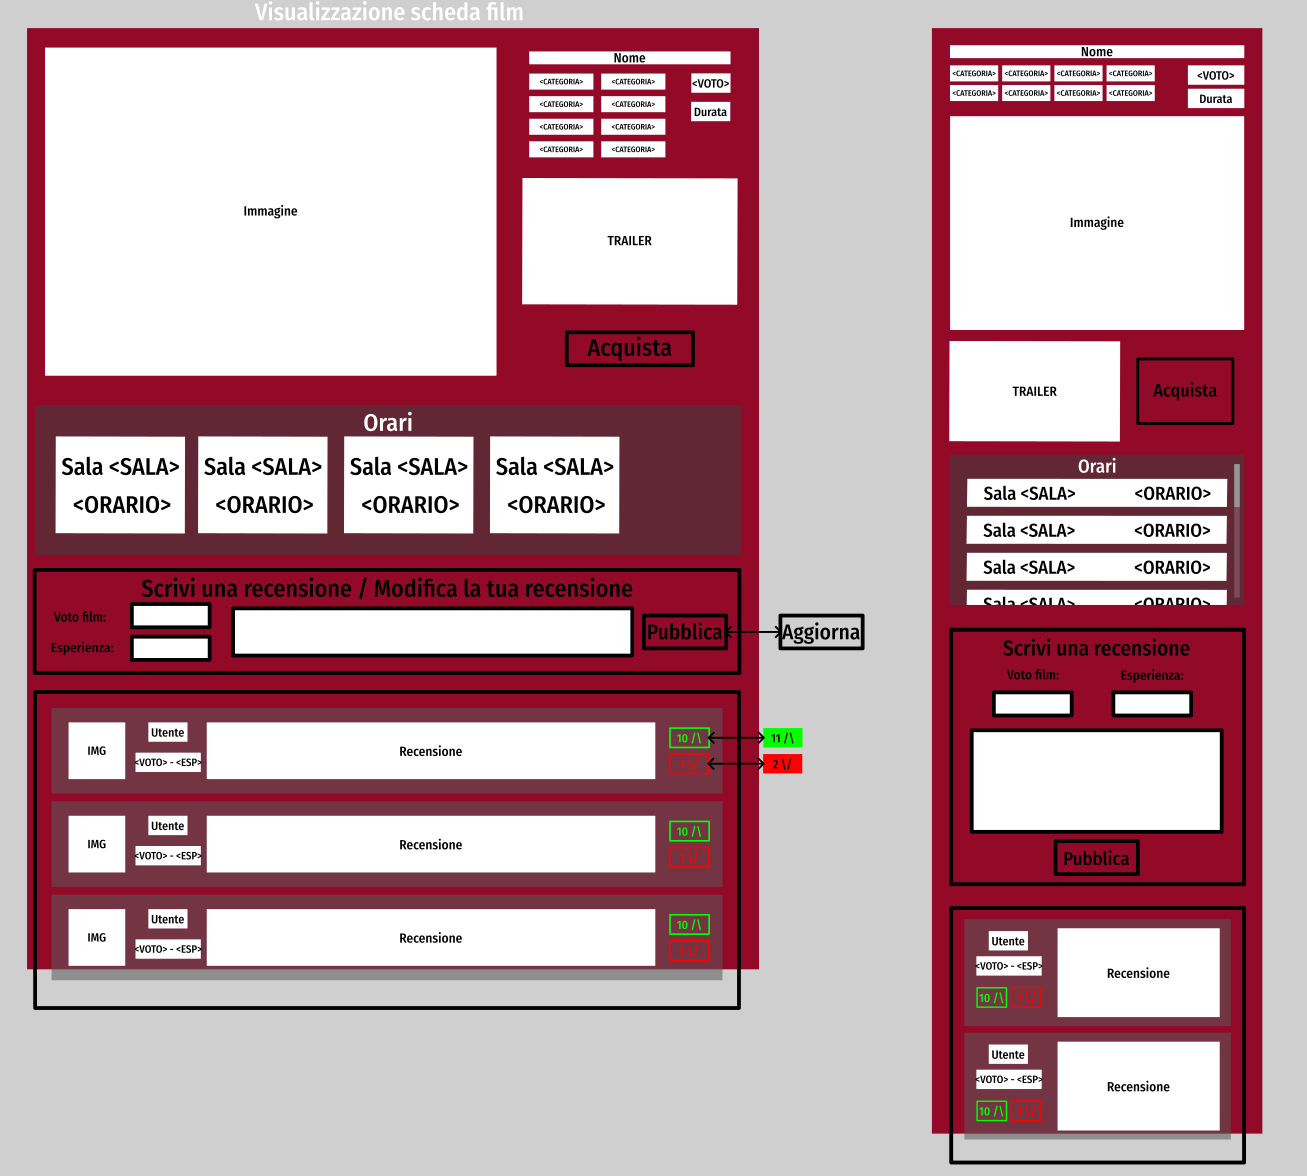 Visualizzazione scheda film
Immagine
Nome
<CATEGORIA> <CATEGORIA> <VOTO>
<CATEGORIA> <CATEGORIA> Durata
<CATEGORIA> <CATEGORIA>
<CATEGORIA> <CATEGORIA>
TRAILER
Acquista
Orari
Sala <SALA> Sala <SALA> Sala <SALA> Sala <SALA>
<ORARIO> <ORARIO> <ORARIO> <ORARIO>
Scrivi una recensione / Modifica la tua recensione
Voto film:
Esperienza:
Pubblica Aggiorna
IMG Utente Recensione 10 /\ 11 /\
<VOTO> - <ESP> 1 \/ 2 \/
IMG Utente Recensione 10 /\
<VOTO> - <ESP> 1 \/
IMG Utente Recensione 10 /\
<VOTO> - <ESP> 1 \/
Nome
<CATEGORIA> <CATEGORIA> <CATEGORIA> <CATEGORIA> <VOTO>
<CATEGORIA> <CATEGORIA> <CATEGORIA> <CATEGORIA> Durata
Immagine
TRAILER Acquista
Orari
Sala <SALA> <ORARIO>
Sala <SALA> <ORARIO>
Sala <SALA> <ORARIO>
Sala <SALA> <ORARIO>
Scrivi una recensione
Voto film: Esperienza:
Pubblica
Utente
<VOTO> - <ESP> Recensione
10 /\ 1 \/
Utente
<VOTO> - <ESP> Recensione
10 /\ 1 \/